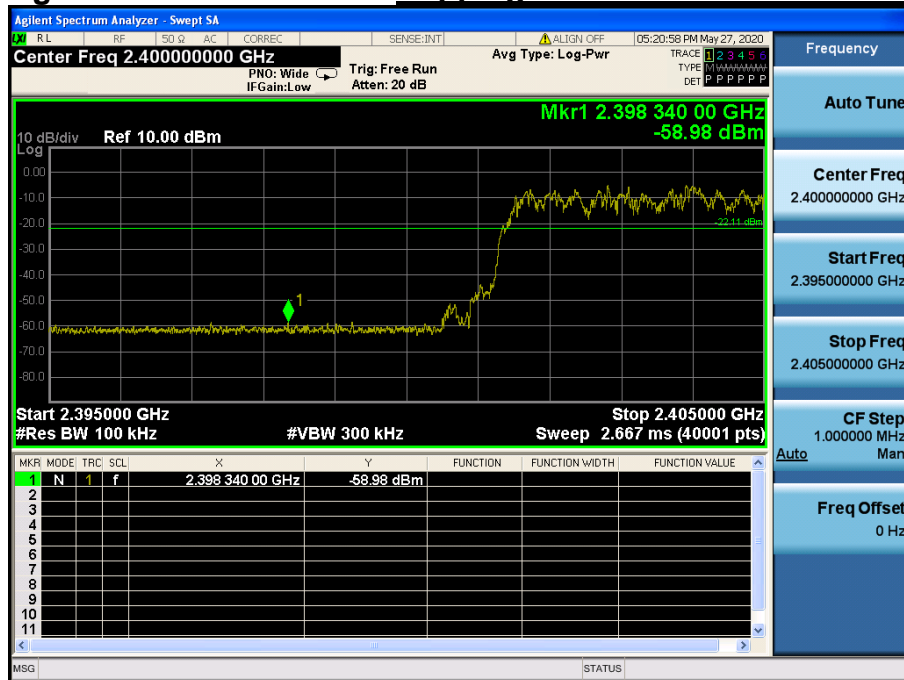 Agilent Spectrum Analyzer - Swept SA
LXI RL RF 50 Ω AC CORREC SENSE:INT ALIGN OFF 05:20:58 PM May 27, 2020
Center Freq 2.400000000 GHz
PNO: Wide
IFGain:Low
Trig: Free Run
Atten: 20 dB
Avg Type: Log-Pwr
TRACE 1 2 3 4 5 6
TYPE M WWWWW
DET P P P P P P
Mkr1 2.398 340 00 GHz
-58.98 dBm
10 dB/div Ref 10.00 dBm
Log
0.00
-10.0
-20.0
-22.11 dBm
-30.0
-40.0
-50.0
1
-60.0
-70.0
-80.0
Start 2.395000 GHz Stop 2.405000 GHz
#Res BW 100 kHz #VBW 300 kHz Sweep 2.667 ms (40001 pts)
MKR MODE TRC SCL X Y FUNCTION FUNCTION WIDTH FUNCTION VALUE
1 N 1 f 2.398 340 00 GHz -58.98 dBm
2
3
4
5
6
7
8
9
10
11
MSG STATUS
Frequency
Auto Tune
Center Freq
2.400000000 GHz
Start Freq
2.395000000 GHz
Stop Freq
2.405000000 GHz
CF Step
1.000000 MHz
Auto Man
Freq Offset
0 Hz